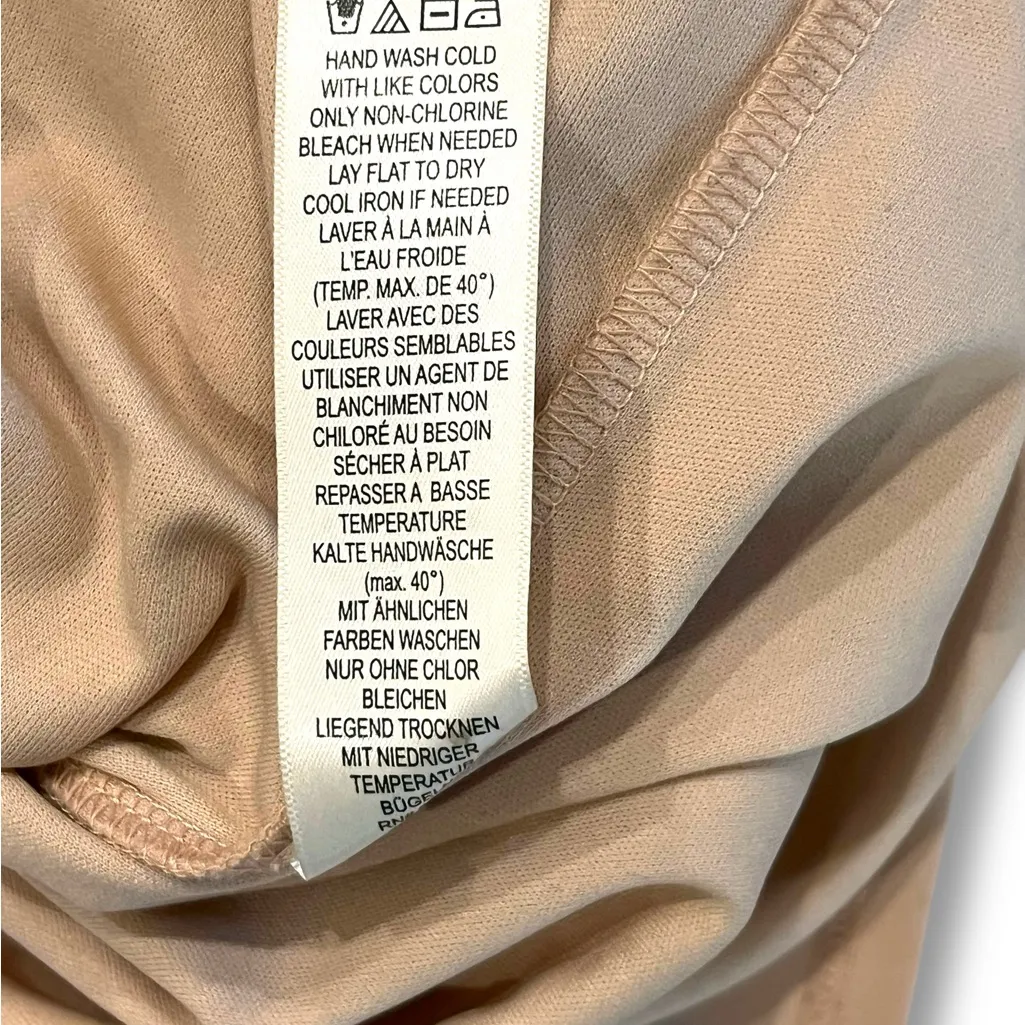 HAND WASH COLD
WITH LIKE COLORS
ONLY NON-CHLORINE
BLEACH WHEN NEEDED
LAY FLAT TO DRY
COOL IRON IF NEEDED
LAVER À LA MAIN À
L'EAU FROIDE
(TEMP. MAX. DE 40°)
LAVER AVEC DES
COULEURS SEMBLABLES
UTILISER UN AGENT DE
BLANCHIMENT NON
CHILORÉ AU BESOIN
SÉCHER À PLAT
REPASSER A BASSE
TEMPERATURE
KALTE HANDWÄSCHE
(max. 40°)
MIT ÄHNLICHEN
FARBEN WASCHEN
NUR OHNE CHLOR
BLEICHEN
LIEGEND TROCKNEN
MIT NIEDRIGER